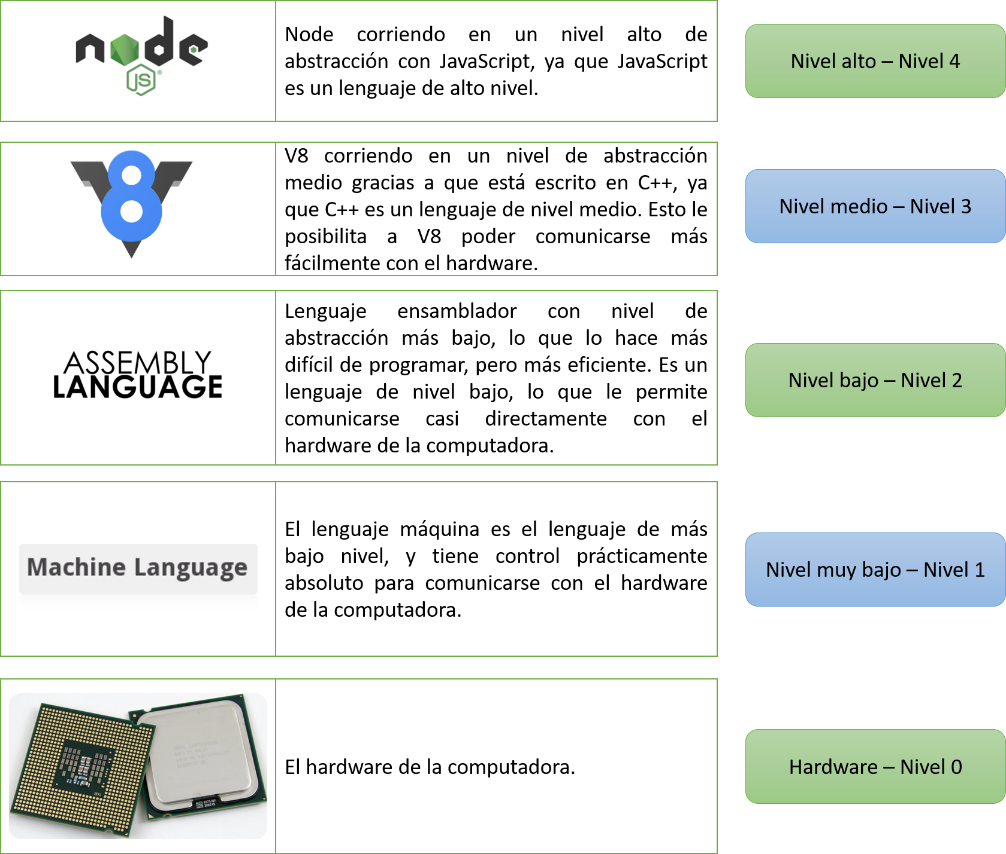 node
JS
Node corriendo en un nivel alto de
abstracción con JavaScript, ya que JavaScript
es un lenguaje de alto nivel.
Nivel alto – Nivel 4
V8
V8 corriendo en un nivel de abstracción
medio gracias a que está escrito en C++, ya
que C++ es un lenguaje de nivel medio. Esto le
posibilita a V8 poder comunicarse más
fácilmente con el hardware.
Nivel medio – Nivel 3
ASSEMBLY
LANGUAGE
Lenguaje ensamblador con nivel de
abstracción más bajo, lo que lo hace más
difícil de programar, pero más eficiente. Es un
lenguaje de nivel bajo, lo que le permite
comunicarse casi directamente con el
hardware de la computadora.
Nivel bajo – Nivel 2
Machine Language
El lenguaje máquina es el lenguaje de más
bajo nivel, y tiene control prácticamente
absoluto para comunicarse con el hardware
de la computadora.
Nivel muy bajo – Nivel 1
El hardware de la computadora.
Hardware – Nivel 0